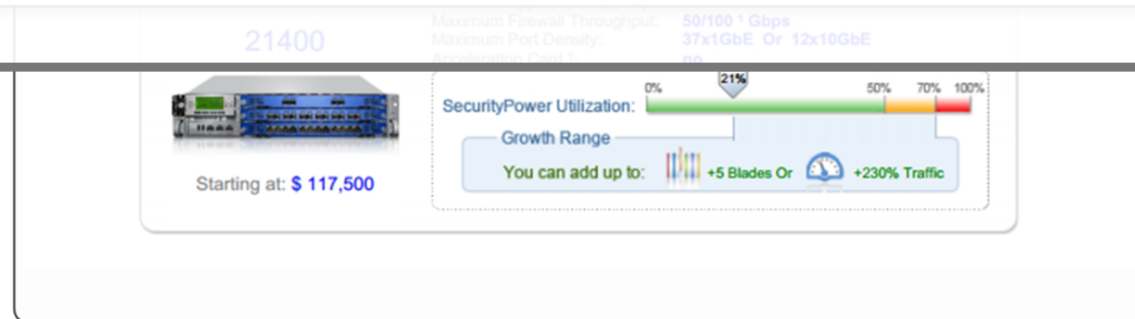 Maximum Firewall Throughput: 50/100 ¹ Gbps
21400
Maximum Port Density: 37x1GbE Or 12x10GbE
Acceleration Card ¹: no
21%
0% 50% 70% 100%
SecurityPower Utilization:
Growth Range
You can add up to: +5 Blades Or +230% Traffic
Starting at: $ 117,500